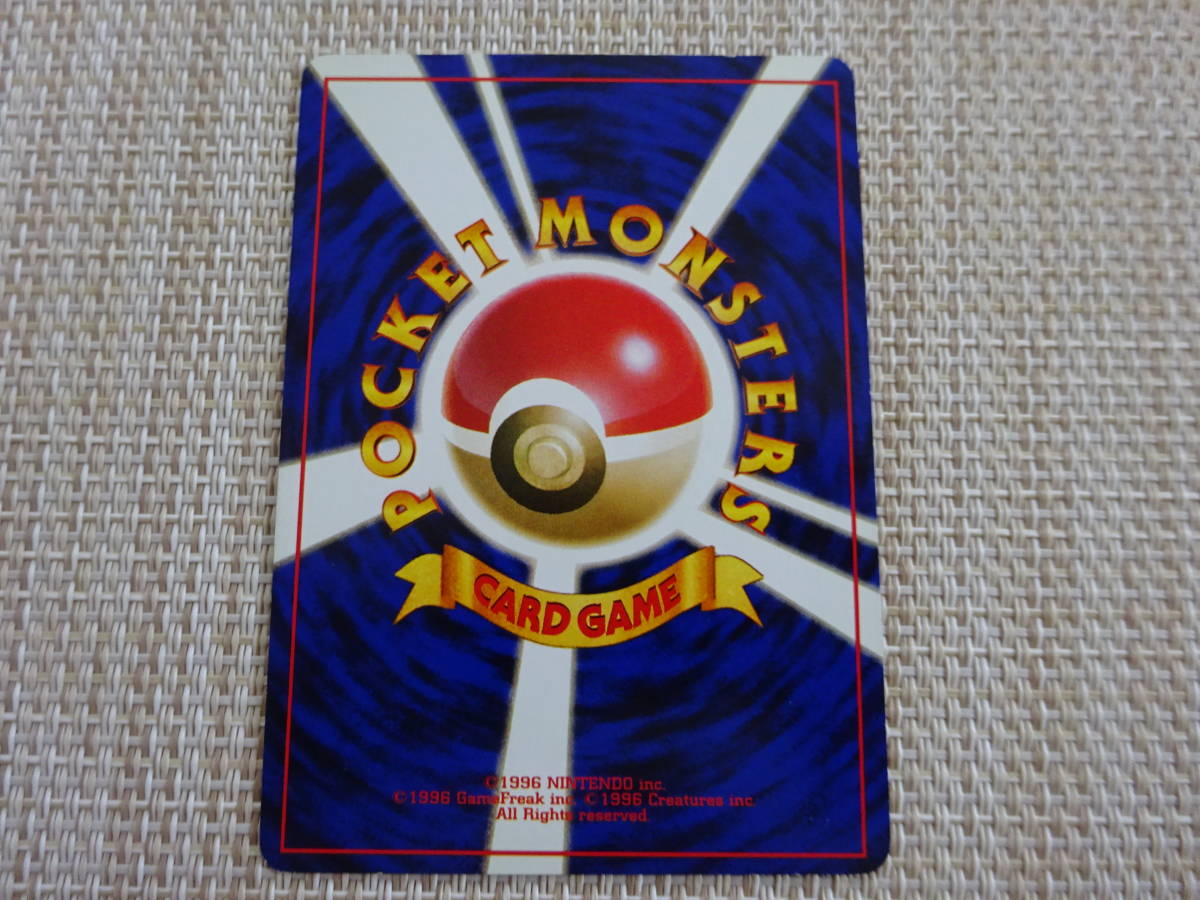 POCKET MONSTERS
CARD GAME
©1996 NINTENDO inc.
©1996 GameFreak inc. ©1996 Creatures inc.
All Rights reserved.